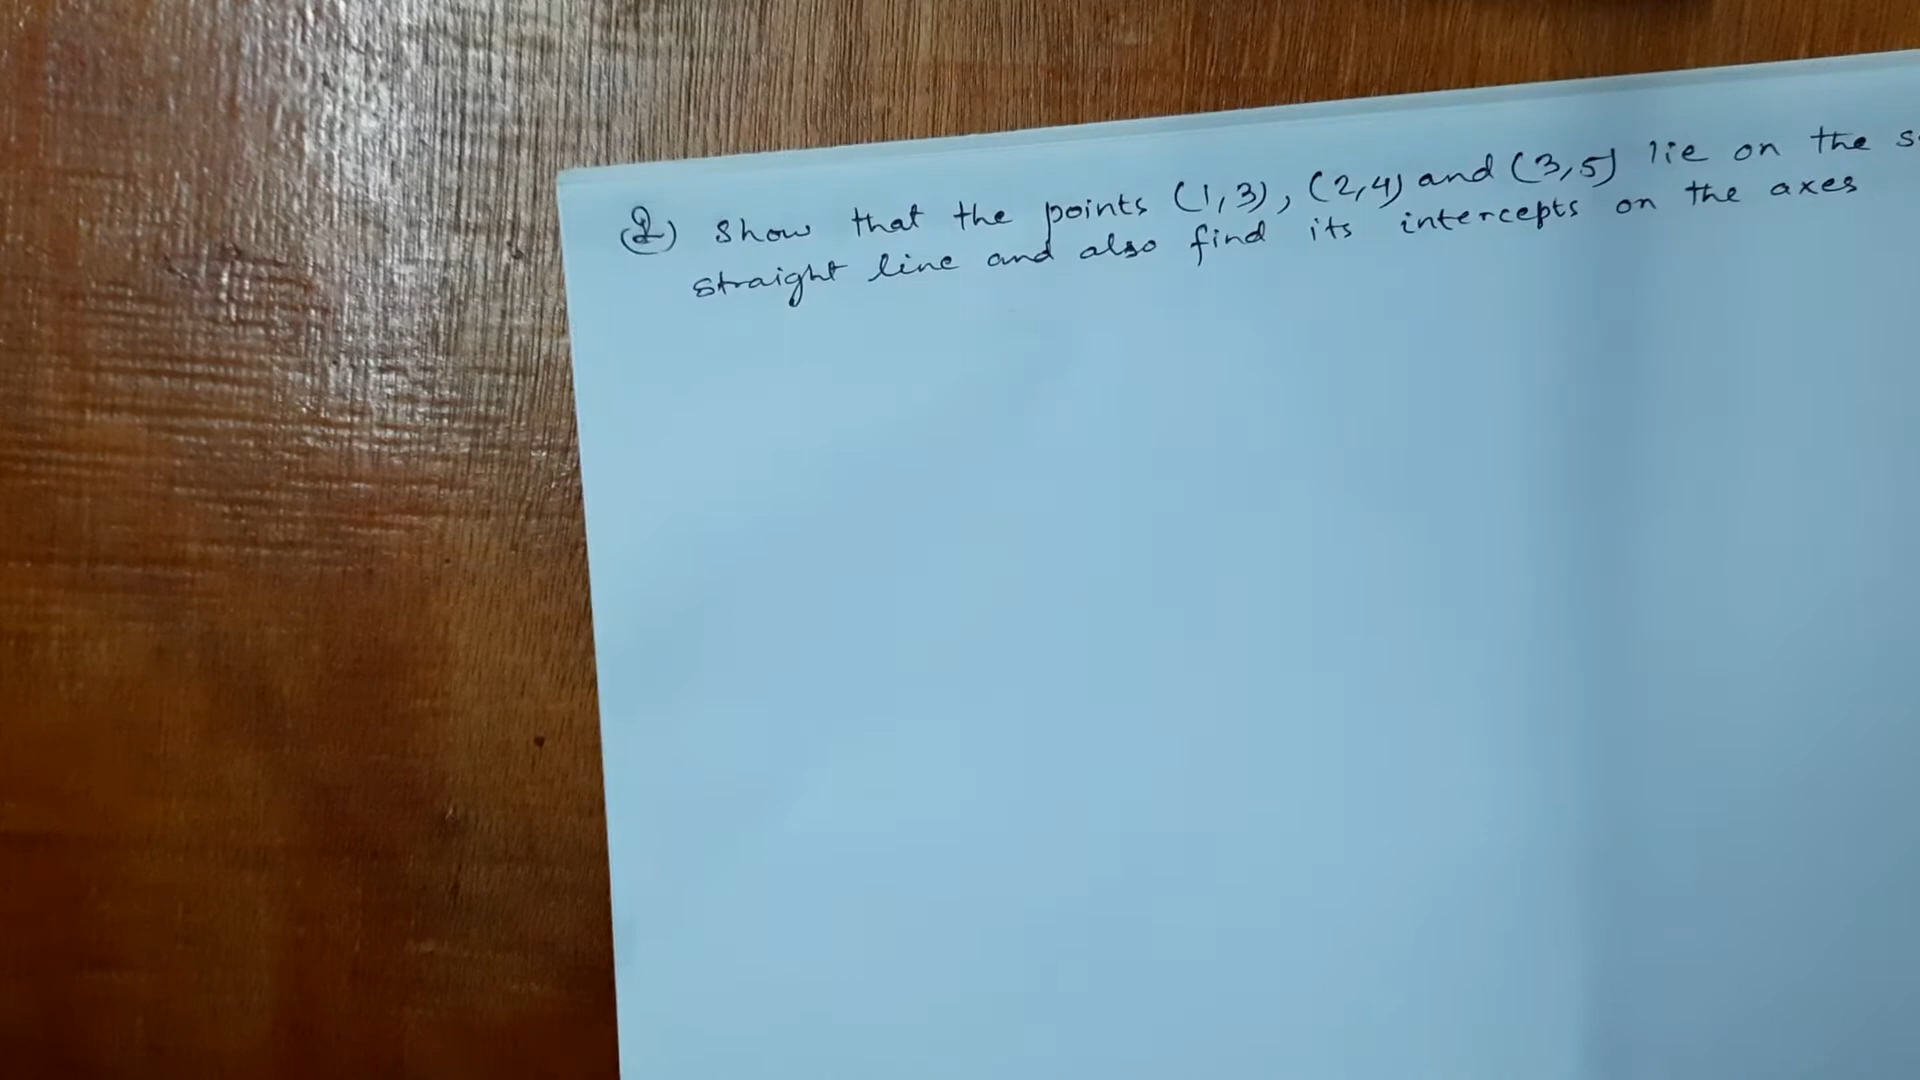 Q) Show that the points (1,3), (2,4) and (3,5) lie on the
straight line and also find its intercepts on the axes